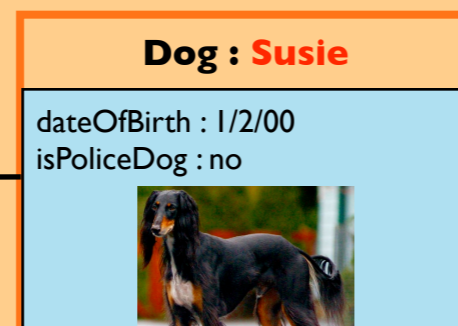 Dog : Susie
dateOfBirth : 1/2/00
isPoliceDog : no